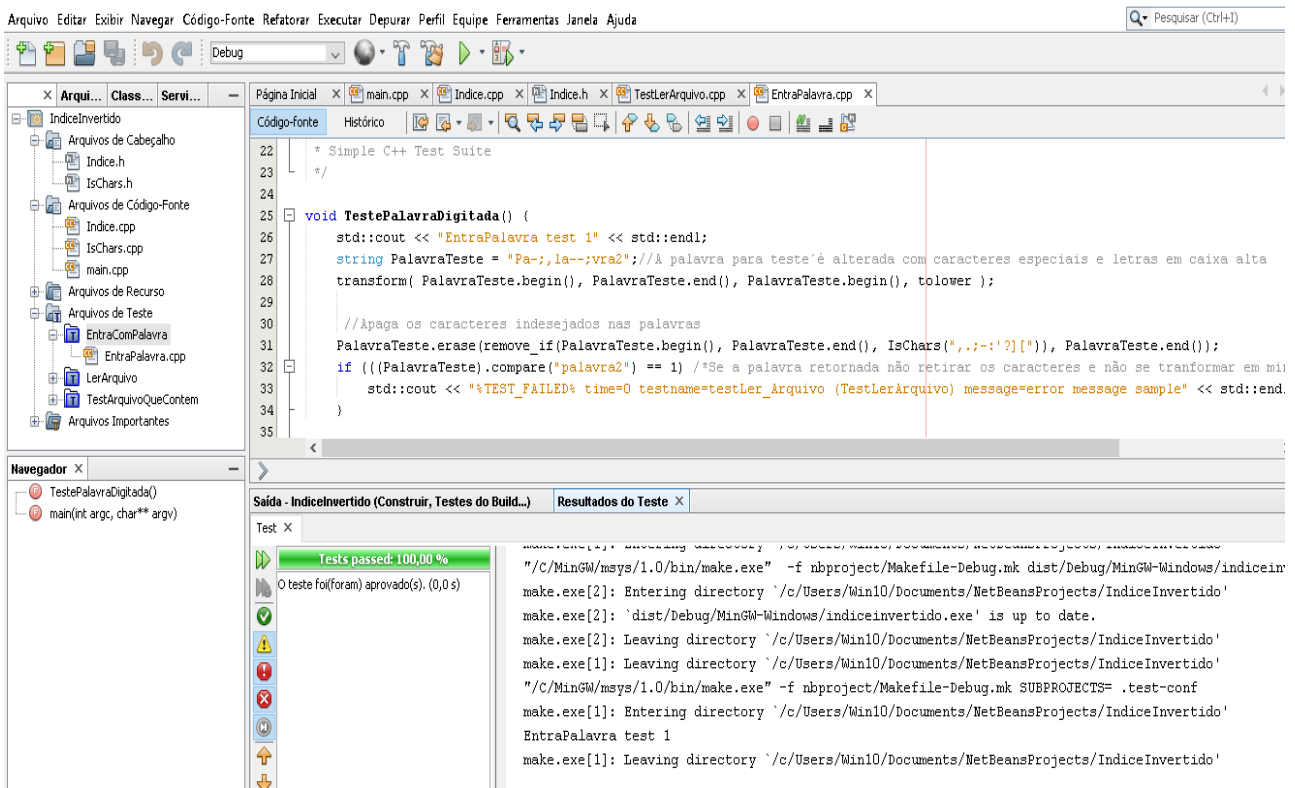 Arquivo Editar Exibir Navegar Código-Fonte Refatorar Executar Depurar Perfil Equipe Ferramentas Janela Ajuda
Pesquisar (Ctrl+I)
Debug
Arqui... Class... Servi...
IndiceInvertido
Arquivos de Cabeçalho
Indice.h
IsChars.h
Arquivos de Código-Fonte
Indice.cpp
IsChars.cpp
main.cpp
Arquivos de Recurso
Arquivos de Teste
EntraComPalavra
EntraPalavra.cpp
LerArquivo
TestArquivoQueContem
Arquivos Importantes
Navegador
TestePalavraDigitada()
main(int argc, char** argv)
Página Inicial main.cpp Indice.cpp Indice.h TestLerArquivo.cpp EntraPalavra.cpp
Código-fonte Histórico
22 * Simple C++ Test Suite
23 */
24
25 void TestePalavraDigitada() {
26 std::cout << "EntraPalavra test 1" << std::endl;
27 string PalavraTeste = "Pa-;,la--;vra2";//A palavra para teste´é alterada com caracteres especiais e letras em caixa alta
28 transform( PalavraTeste.begin(), PalavraTeste.end(), PalavraTeste.begin(), tolower );
29
30 //Apaga os caracteres indesejados nas palavras
31 PalavraTeste.erase(remove_if(PalavraTeste.begin(), PalavraTeste.end(), IsChars(",.;-:'?][")), PalavraTeste.end());
32 if (((PalavraTeste).compare("palavra2") == 1) /*Se a palavra retornada não retirar os caracteres e não se tranformar em mi
33 std::cout << "%TEST_FAILED% time=0 testname=testLer_Arquivo (TestLerArquivo) message=error message sample" << std::end
34 }
35
Saída - IndiceInvertido (Construir, Testes do Build...) Resultados do Teste
Test
Tests passed: 100,00 %
O teste foi(foram) aprovado(s). (0,0 s)
make.exe[1]: Entering directory `/c/Users/Win10/Documents/NetBeansProjects/IndiceInvertido'
"/C/MinGW/msys/1.0/bin/make.exe" -f nbproject/Makefile-Debug.mk dist/Debug/MinGW-Windows/indiceinv
make.exe[2]: Entering directory `/c/Users/Win10/Documents/NetBeansProjects/IndiceInvertido'
make.exe[2]: `dist/Debug/MinGW-Windows/indiceinvertido.exe' is up to date.
make.exe[2]: Leaving directory `/c/Users/Win10/Documents/NetBeansProjects/IndiceInvertido'
make.exe[1]: Leaving directory `/c/Users/Win10/Documents/NetBeansProjects/IndiceInvertido'
"/C/MinGW/msys/1.0/bin/make.exe" -f nbproject/Makefile-Debug.mk SUBPROJECTS= .test-conf
make.exe[1]: Entering directory `/c/Users/Win10/Documents/NetBeansProjects/IndiceInvertido'
EntraPalavra test 1
make.exe[1]: Leaving directory `/c/Users/Win10/Documents/NetBeansProjects/IndiceInvertido'